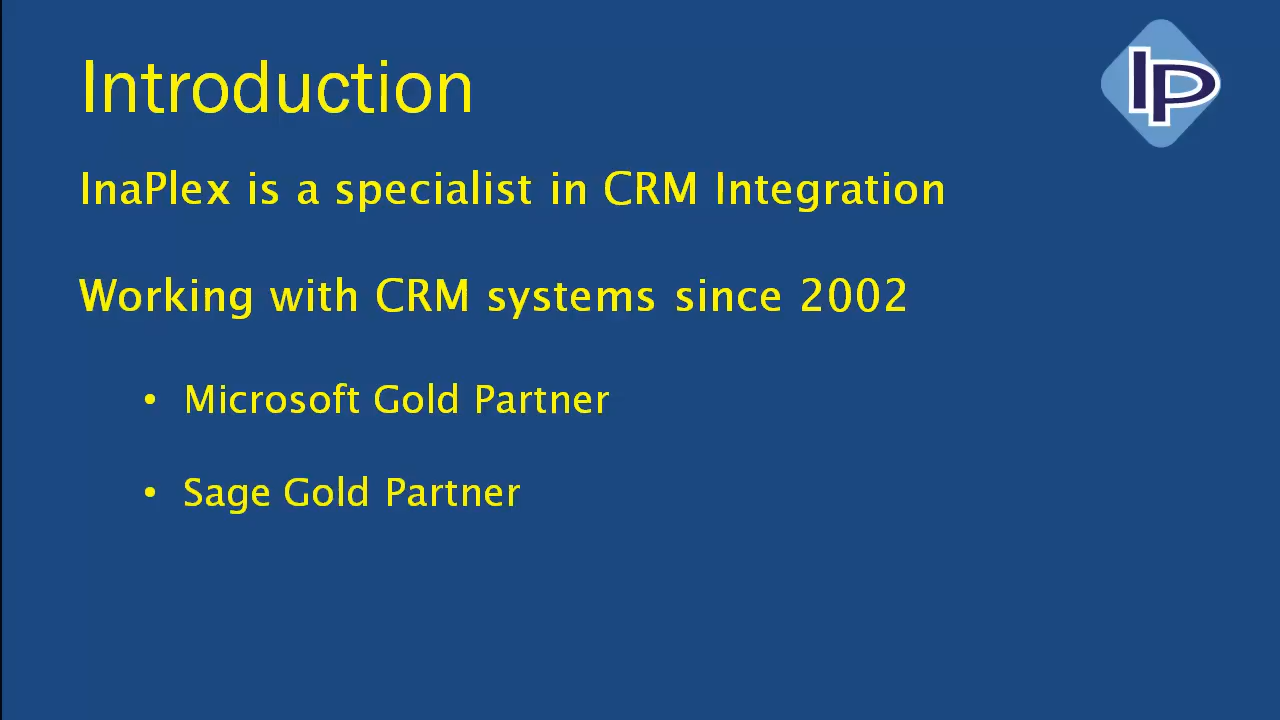 Introduction
IP
InaPlex is a specialist in CRM Integration
Working with CRM systems since 2002
• Microsoft Gold Partner
• Sage Gold Partner